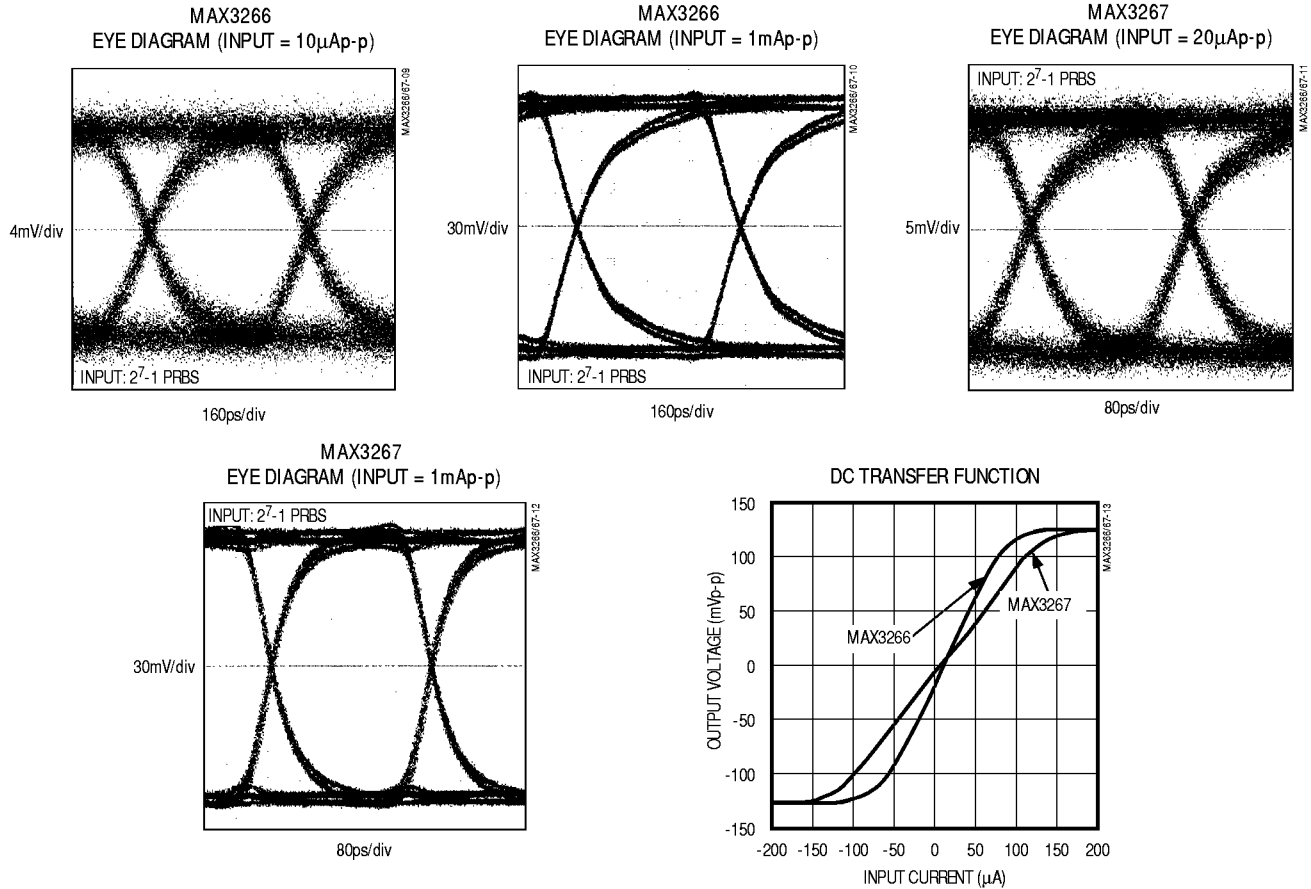 MAX3266
EYE DIAGRAM (INPUT = 10μAp-p)
MAX3266/67-09
4mV/div
INPUT: 2⁷-1 PRBS
160ps/div
MAX3266
EYE DIAGRAM (INPUT = 1mAp-p)
MAX3266/67-10
30mV/div
INPUT: 2⁷-1 PRBS
160ps/div
MAX3267
EYE DIAGRAM (INPUT = 20μAp-p)
INPUT: 2⁷-1 PRBS
MAX3266/67-11
5mV/div
80ps/div
MAX3267
EYE DIAGRAM (INPUT = 1mAp-p)
INPUT: 2⁷-1 PRBS
MAX3266/67-12
30mV/div
80ps/div
DC TRANSFER FUNCTION
MAX3266/67-13
OUTPUT VOLTAGE (mVp-p)
150
100
50
0
-50
-100
-150
MAX3267
MAX3266
-200 -150 -100 -50 0 50 100 150 200
INPUT CURRENT (μA)